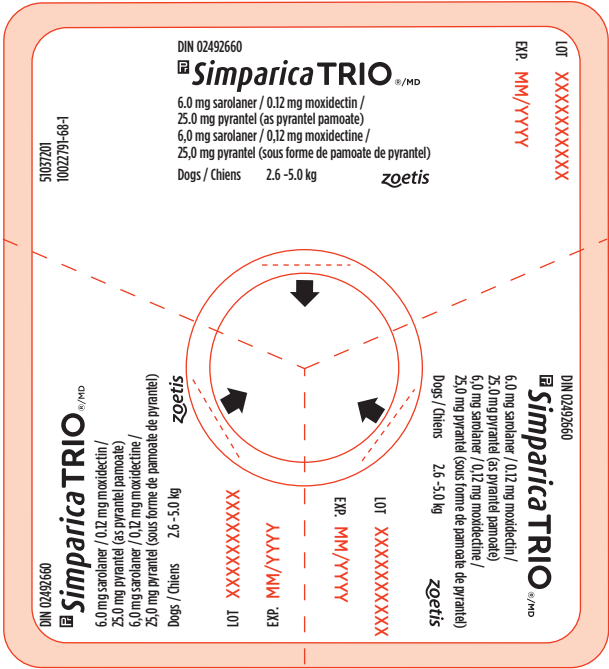 DIN 02492660
Pr Simparica TRIO ®/MD
6.0 mg sarolaner / 0.12 mg moxidectin /
25.0 mg pyrantel (as pyrantel pamoate)
6,0 mg sarolaner / 0,12 mg moxidectine /
25,0 mg pyrantel (sous forme de pamoate de pyrantel)
Dogs / Chiens 2.6 -5.0 kg zoetis
LOT XXXXXXXXXX
EXP. MM/YYYY
51037201
10022791-68-1
DIN 02492660
Pr Simparica TRIO ®/MD
6.0 mg sarolaner / 0.12 mg moxidectin /
25.0 mg pyrantel (as pyrantel pamoate)
6,0 mg sarolaner / 0,12 mg moxidectine /
25,0 mg pyrantel (sous forme de pamoate de pyrantel)
Dogs / Chiens 2.6 -5.0 kg zoetis
LOT XXXXXXXXXX
EXP. MM/YYYY
DIN 02492660
Pr Simparica TRIO ®/MD
6.0 mg sarolaner / 0.12 mg moxidectin /
25.0 mg pyrantel (as pyrantel pamoate)
6,0 mg sarolaner / 0,12 mg moxidectine /
25,0 mg pyrantel (sous forme de pamoate de pyrantel)
Dogs / Chiens 2.6 -5.0 kg zoetis
LOT XXXXXXXXXX
EXP. MM/YYYY